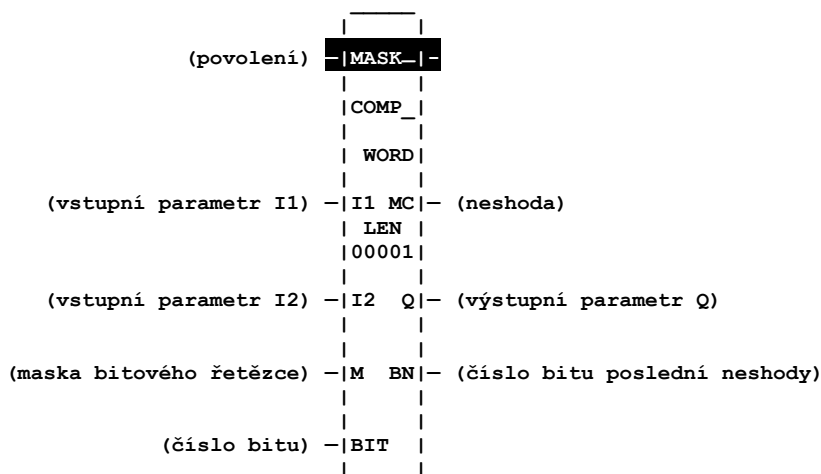 _____
|     |
(povolení) —|MASK_|-
|     |
|COMP_|
|     |
| WORD|
|     |
(vstupní parametr I1) —|I1 MC|— (neshoda)
| LEN |
|00001|
|     |
(vstupní parametr I2) —|I2  Q|— (výstupní parametr Q)
|     |
|     |
(maska bitového řetězce) —|M  BN|— (číslo bitu poslední neshody)
|     |
|     |
(číslo bitu) —|BIT  |
|     |